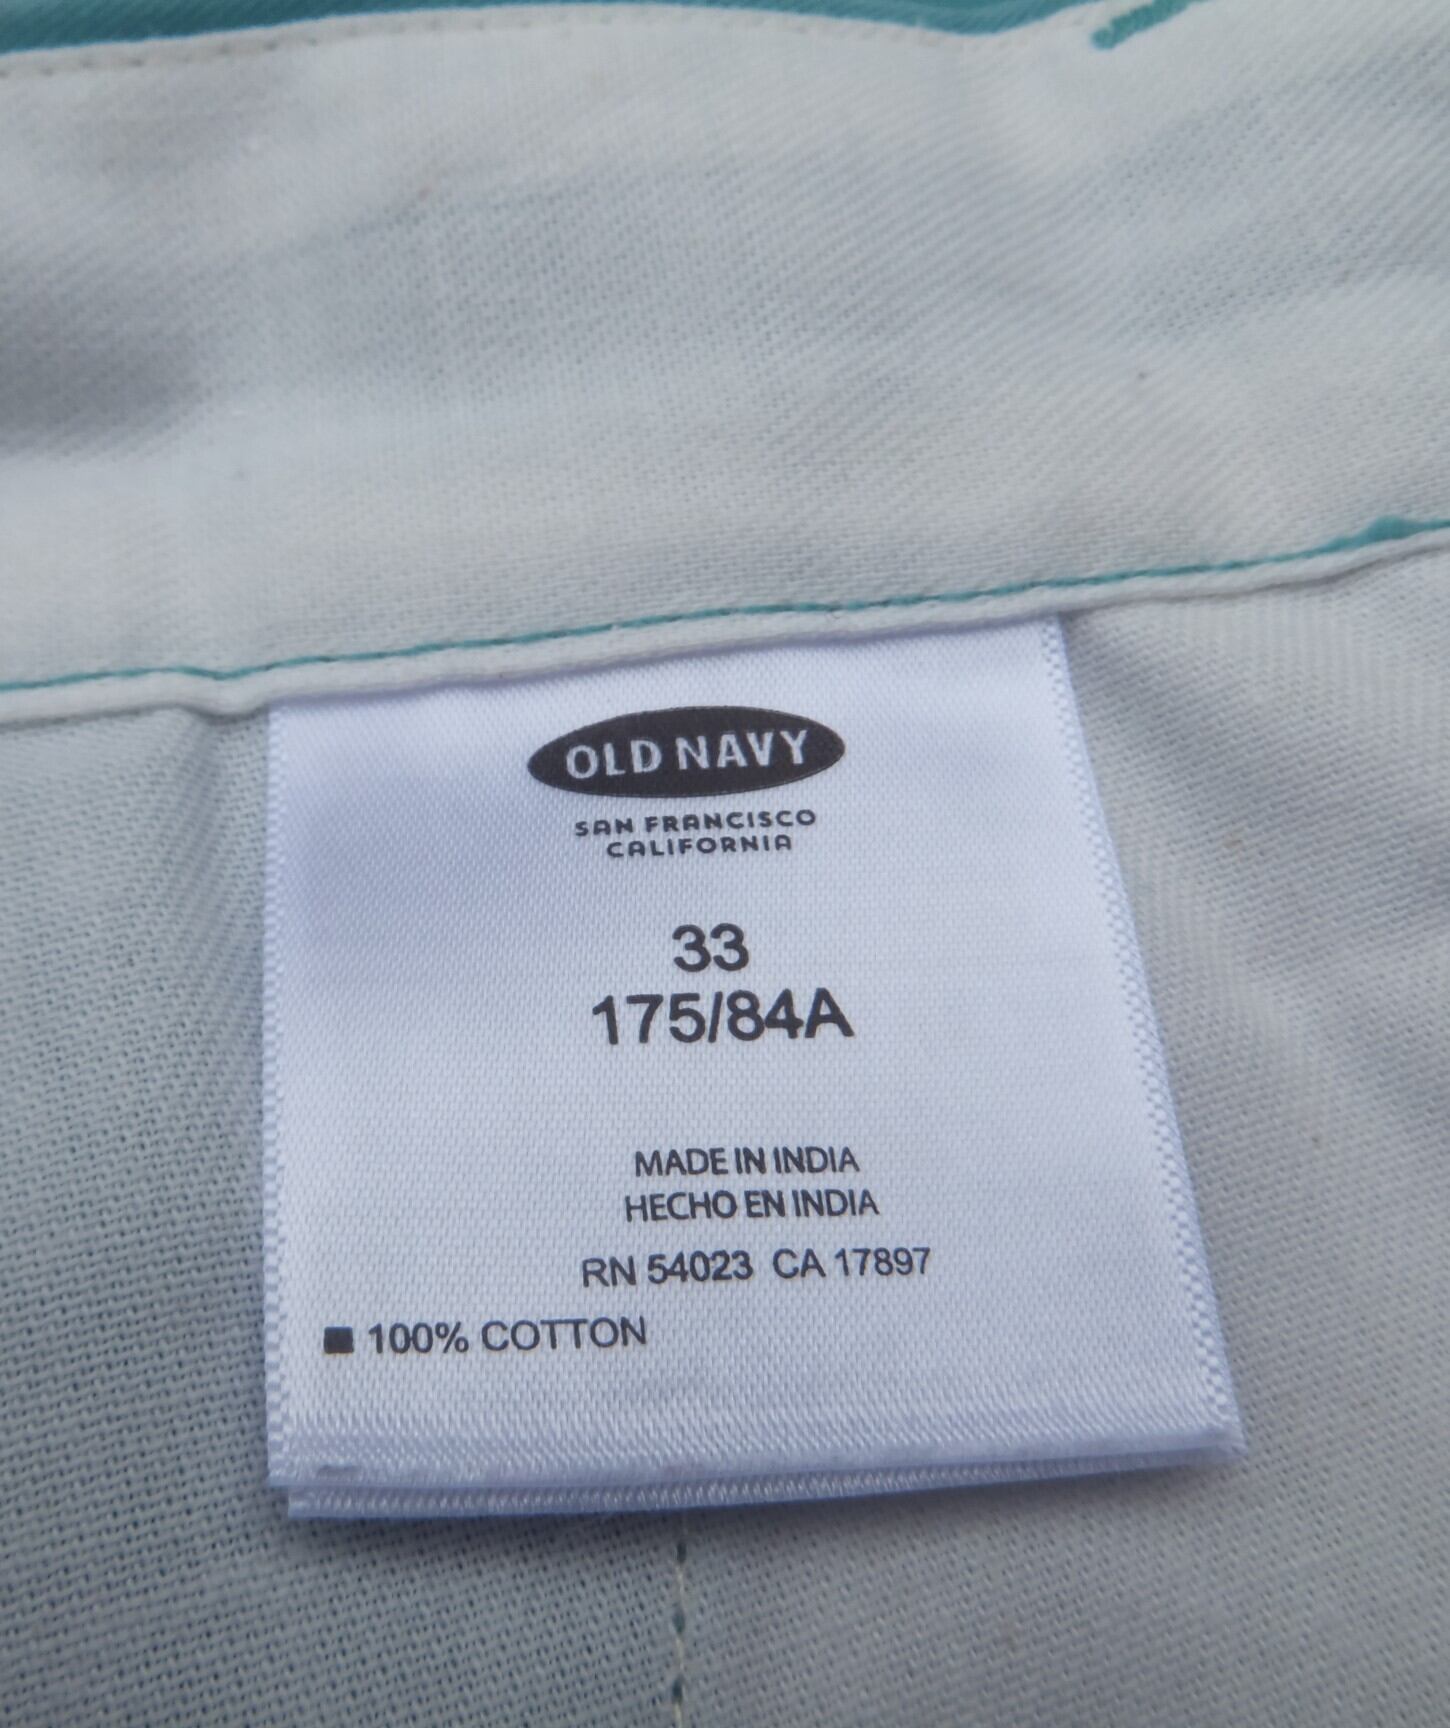 OLD NAVY
SAN FRANCISCO
CALIFORNIA
33
175/84A
MADE IN INDIA
HECHO EN INDIA
RN 54023 CA 17897
■ 100% COTTON